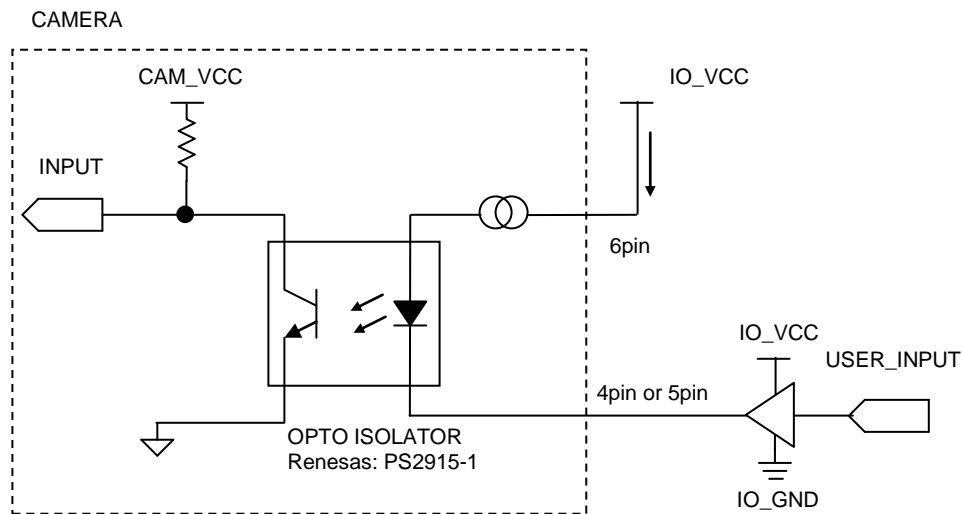 CAMERA
CAM_VCC
IO_VCC
INPUT
6pin
IO_VCC
USER_INPUT
4pin or 5pin
OPTO ISOLATOR
Renesas: PS2915-1
IO_GND